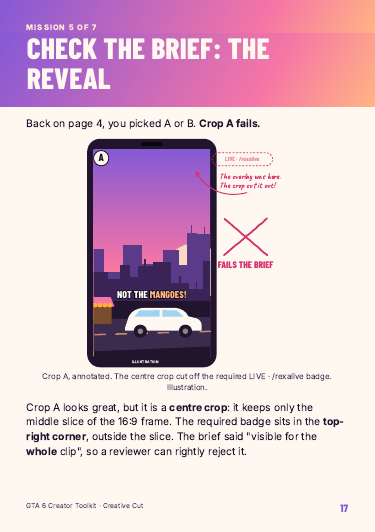 MISSION 5 OF 7
CHECK THE BRIEF: THE
REVEAL
Back on page 4, you picked A or B. Crop A fails.
A
LIVE · /rexalive
The overlay was here.
The crop cut it out!
FAILS THE BRIEF
NOT THE MANGOES!
ILLUSTRATION
Crop A, annotated. The centre crop cut off the required LIVE · /rexalive badge.
Illustration.
Crop A looks great, but it is a centre crop: it keeps only the
middle slice of the 16:9 frame. The required badge sits in the top-
right corner, outside the slice. The brief said "visible for the
whole clip", so a reviewer can rightly reject it.
GTA 6 Creator Toolkit · Creative Cut
17